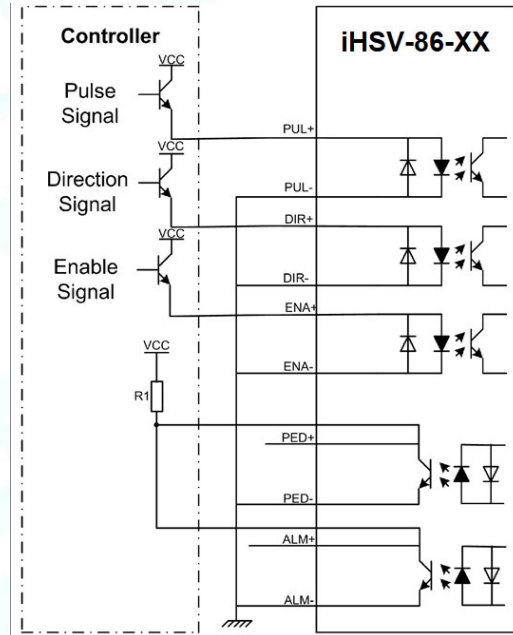 Controller
iHSV-86-XX
VCC
Pulse
Signal
PUL+
VCC
PUL-
Direction
Signal
DIR+
VCC
Enable
Signal
DIR-
ENA+
VCC
ENA-
R1
PED+
PED-
ALM+
ALM-